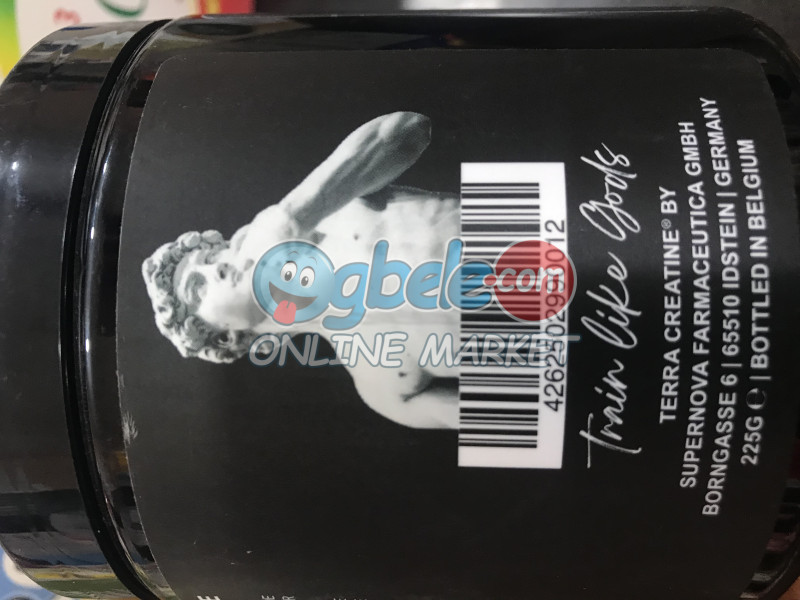 4262502990012
Train like Gods
TERRA CREATINE® BY
SUPERNOVA FARMACEUTICA GMBH
BORNGASSE 6 | 65510 IDSTEIN | GERMANY
225G ℮ | BOTTLED IN BELGIUM
Ogbele.com
ONLINE MARKET